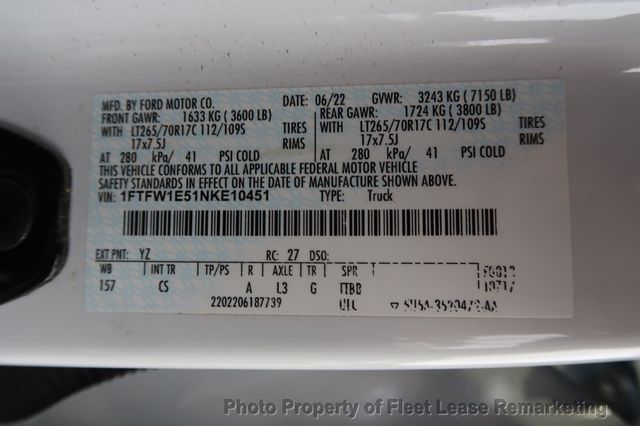 MFD. BY FORD MOTOR CO. DATE: 06/22 GVWR: 3243 KG ( 7150 LB)
FRONT GAWR: 1633 KG ( 3600 LB) REAR GAWR: 1724 KG ( 3800 LB)
WITH LT265/70R17C 112/109S TIRES WITH LT265/70R17C 112/109S TIRES
17x7.5J RIMS 17x7.5J RIMS
AT 280 kPa/ 41 PSI COLD AT 280 kPa/ 41 PSI COLD
THIS VEHICLE CONFORMS TO ALL APPLICABLE FEDERAL MOTOR VEHICLE
SAFETY STANDARDS IN EFFECT ON THE DATE OF MANUFACTURE SHOWN ABOVE.
VIN: 1FTFW1E51NKE10451 TYPE: Truck
EXT PNT: YZ RC: 27 DSO:
WB INT TR TP/PS R AXLE TR SPR
157 CS A L3 G TTBB
2202206187739 UTC
Photo Property of Fleet Lease Remarketing